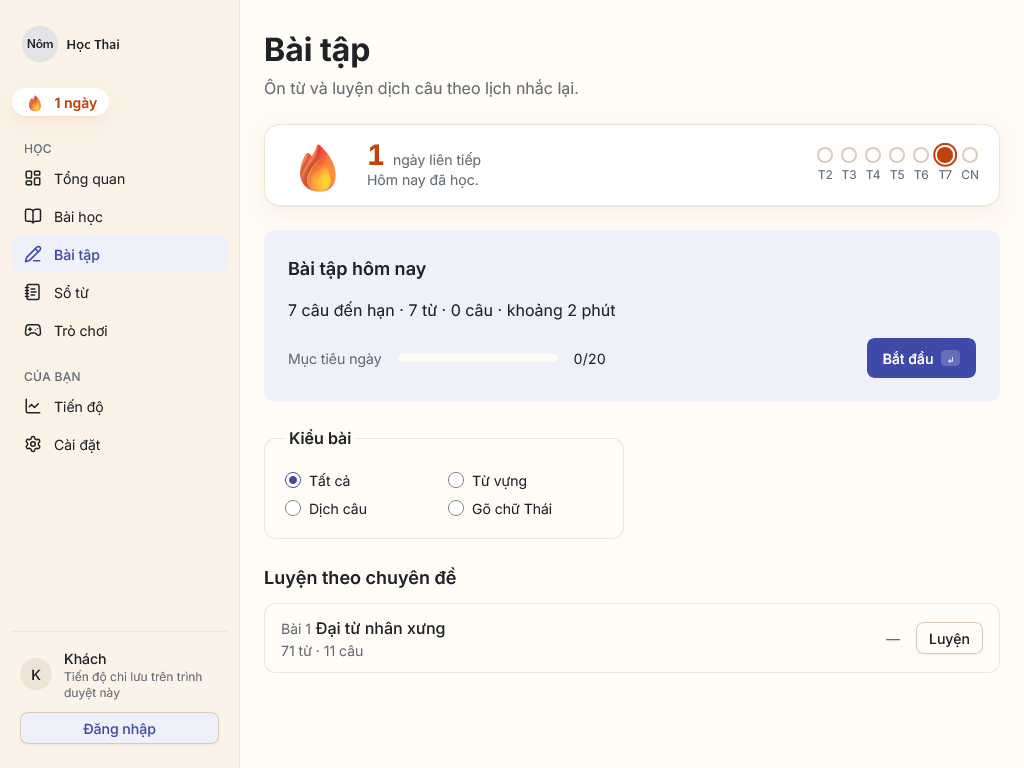 Nôm Học Thai
1 ngày
HỌC
Tổng quan
Bài học
Bài tập
Sổ từ
Trò chơi
CỦA BẠN
Tiến độ
Cài đặt
K
Khách
Tiến độ chỉ lưu trên trình
duyệt này
Đăng nhập
Bài tập
Ôn từ và luyện dịch câu theo lịch nhắc lại.
1 ngày liên tiếp
Hôm nay đã học.
T2 T3 T4 T5 T6 T7 CN
Bài tập hôm nay
7 câu đến hạn · 7 từ · 0 câu · khoảng 2 phút
Mục tiêu ngày 0/20
Bắt đầu ↵
Kiểu bài
Tất cả Từ vựng
Dịch câu Gõ chữ Thái
Luyện theo chuyên đề
Bài 1 Đại từ nhân xưng
71 từ · 11 câu
— Luyện